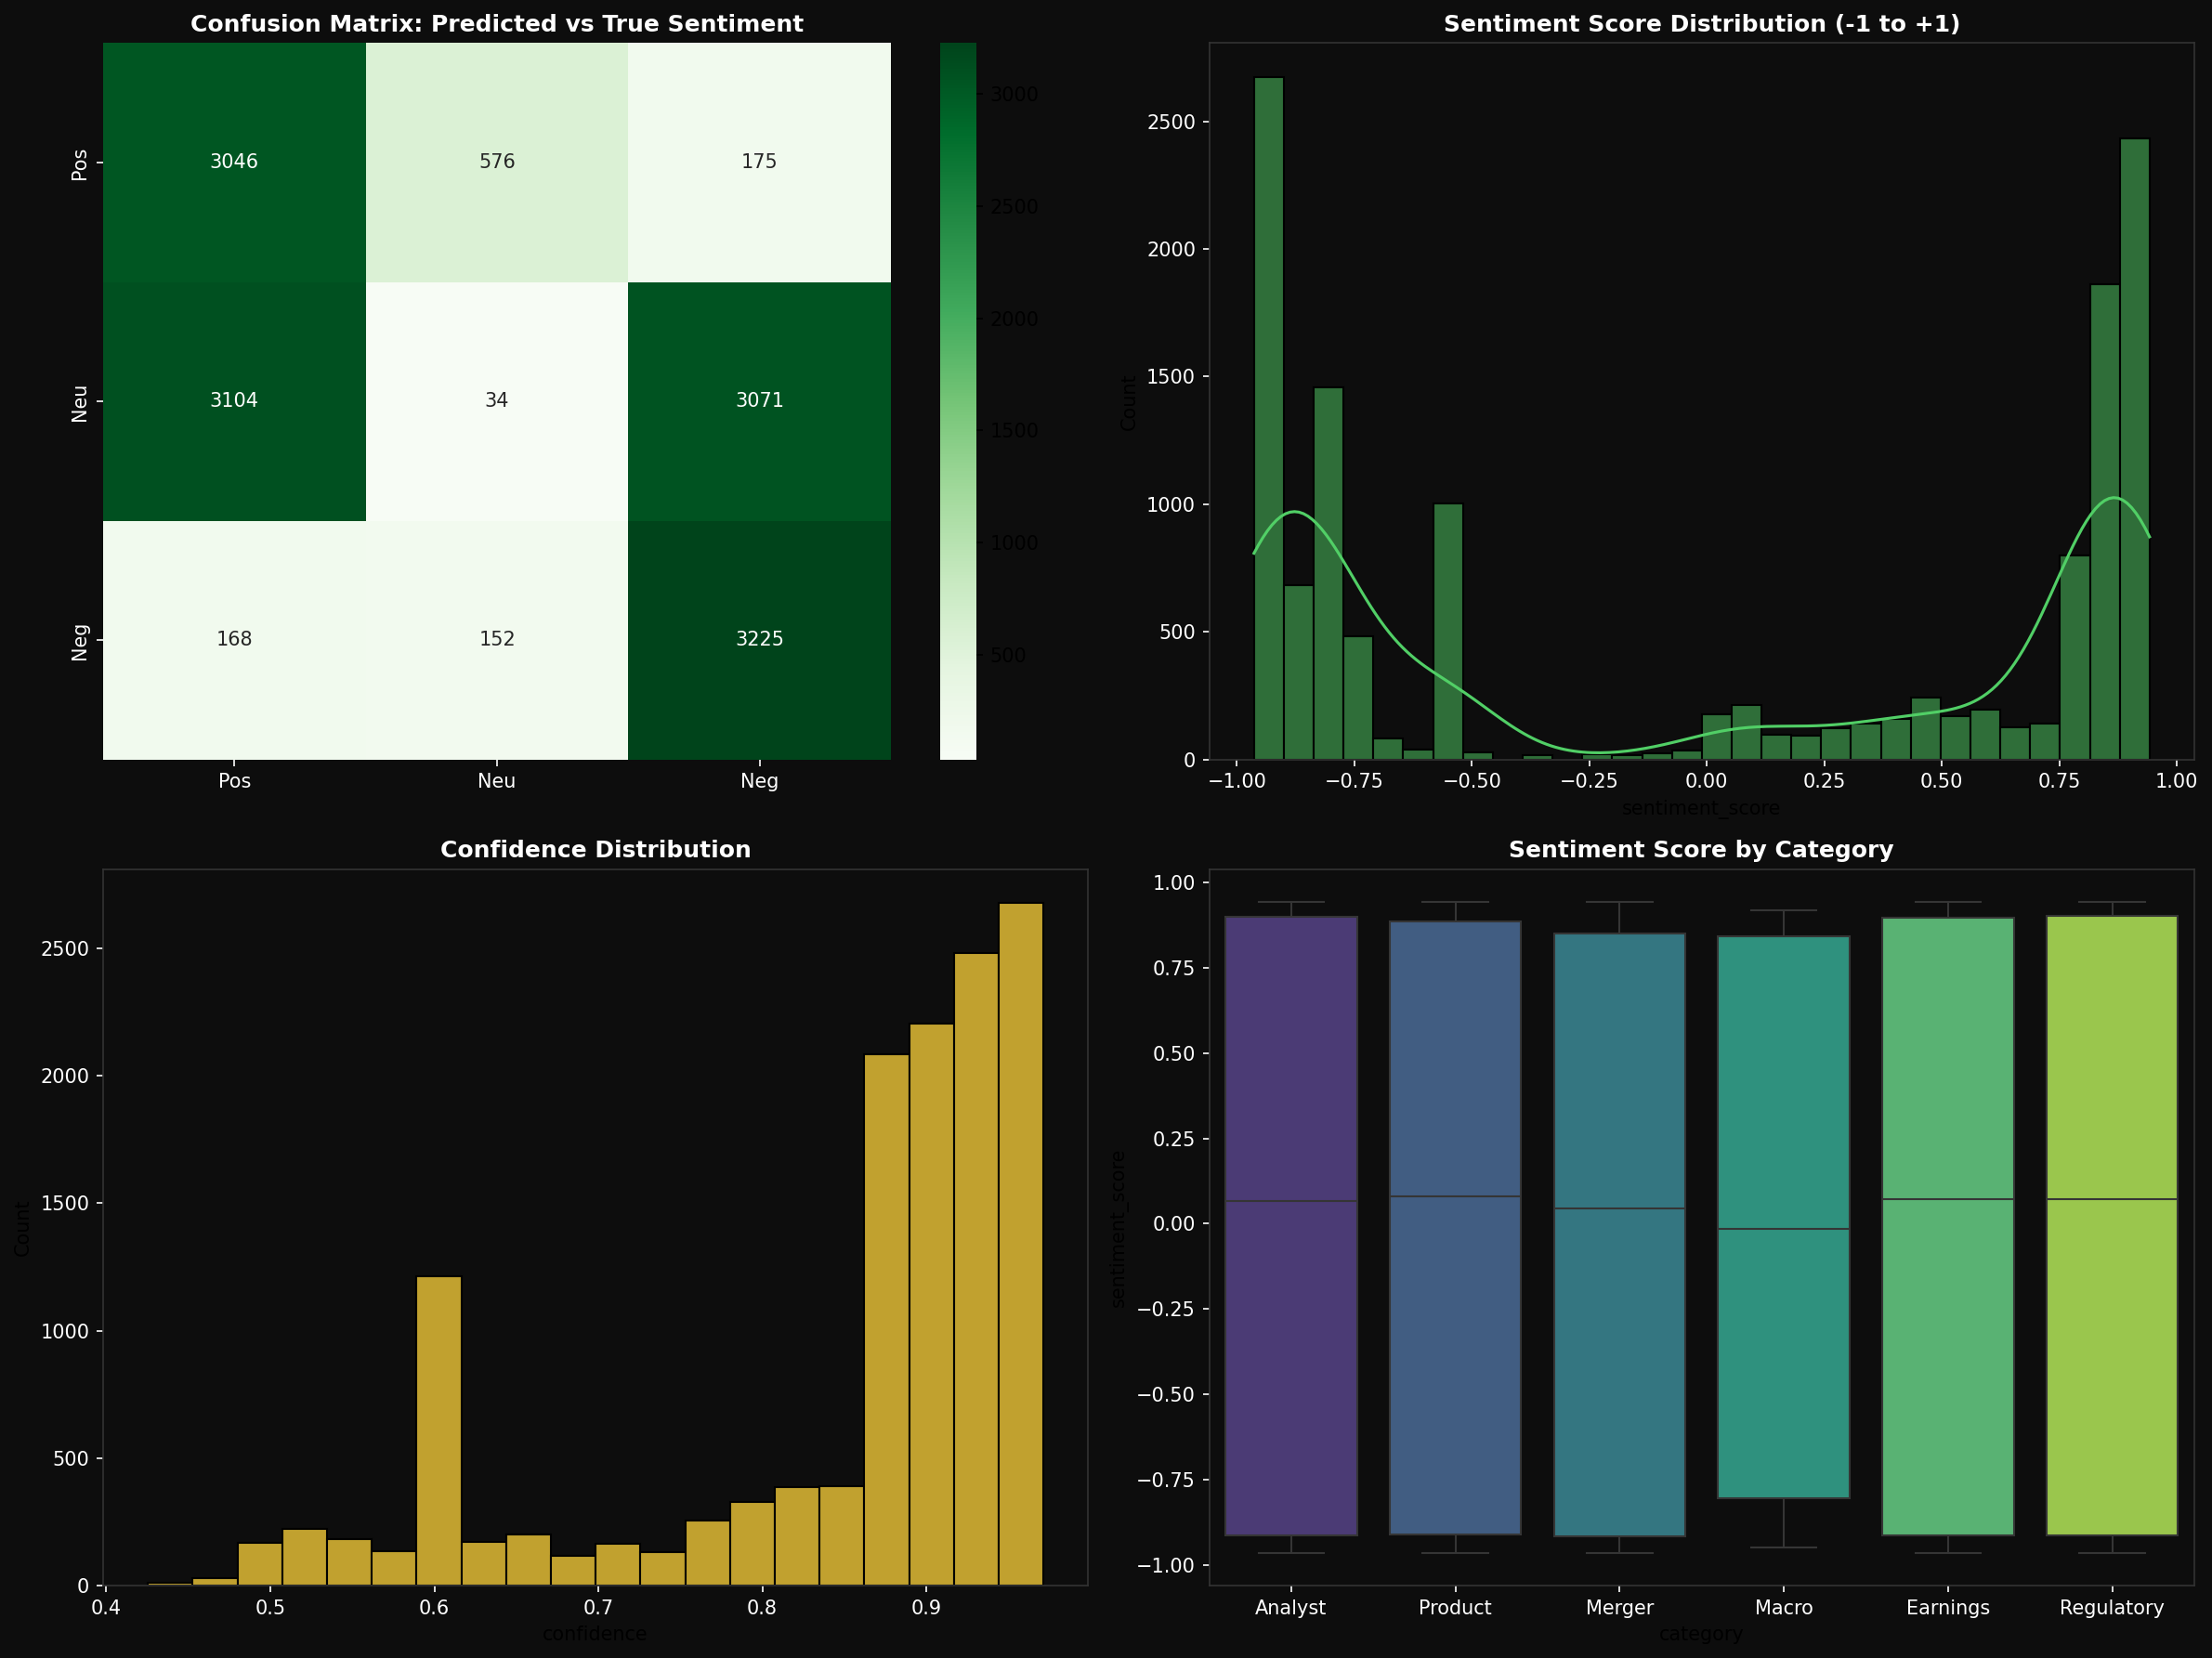 Confusion Matrix: Predicted vs True Sentiment
Pos
Neu
Neg
3046 576 175
3104 34 3071
168 152 3225
Pos Neu Neg
3000
2500
2000
1500
1000
500
Sentiment Score Distribution (-1 to +1)
Count
2500
2000
1500
1000
500
0
−1.00 −0.75 −0.50 −0.25 0.00 0.25 0.50 0.75 1.00
sentiment_score
Confidence Distribution
Count
2500
2000
1500
1000
500
0
0.4 0.5 0.6 0.7 0.8 0.9
confidence
Sentiment Score by Category
sentiment_score
1.00
0.75
0.50
0.25
0.00
−0.25
−0.50
−0.75
−1.00
Analyst Product Merger Macro Earnings Regulatory
category